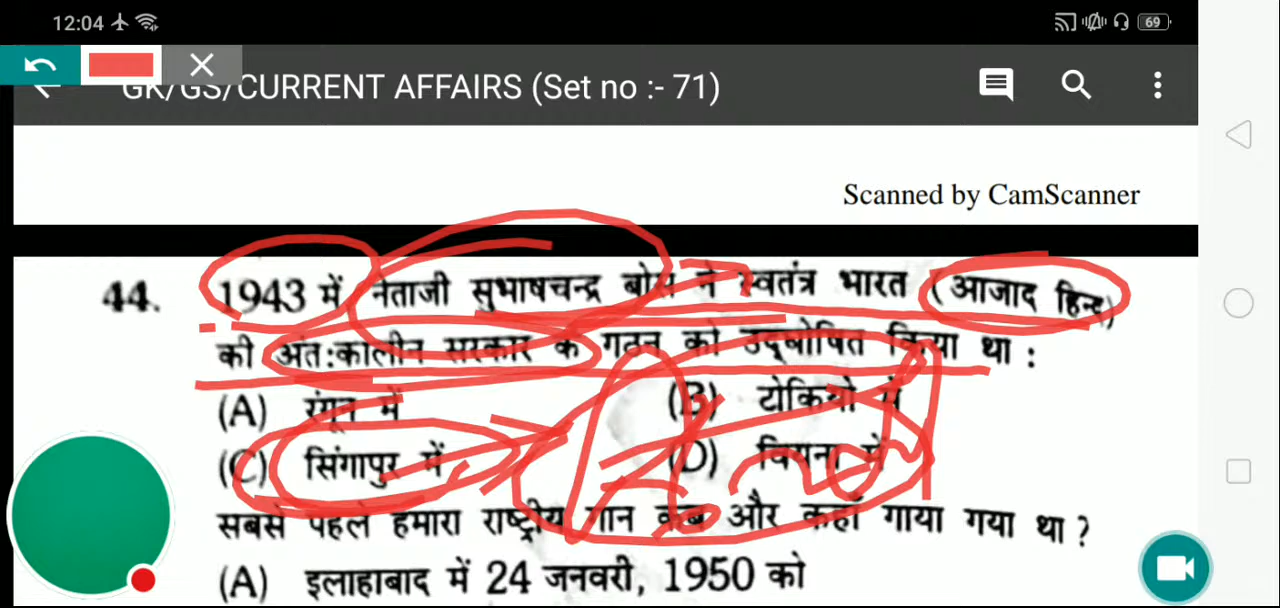 12:04
69
GK/GS/CURRENT AFFAIRS (Set no :- 71)
Scanned by CamScanner
44. 1943 में नेताजी सुभाषचन्द्र बोस ने स्वतंत्र भारत (आजाद हिन्द)
की अंत:कालीन सरकार के गठन को उद्घोषित किया था :
(A) रंगून में (B) टोकियो में
(C) सिंगापुर में (D) वियना में
सबसे पहले हमारा राष्ट्रीय गान कब और कहाँ गाया गया था ?
(A) इलाहाबाद में 24 जनवरी, 1950 को